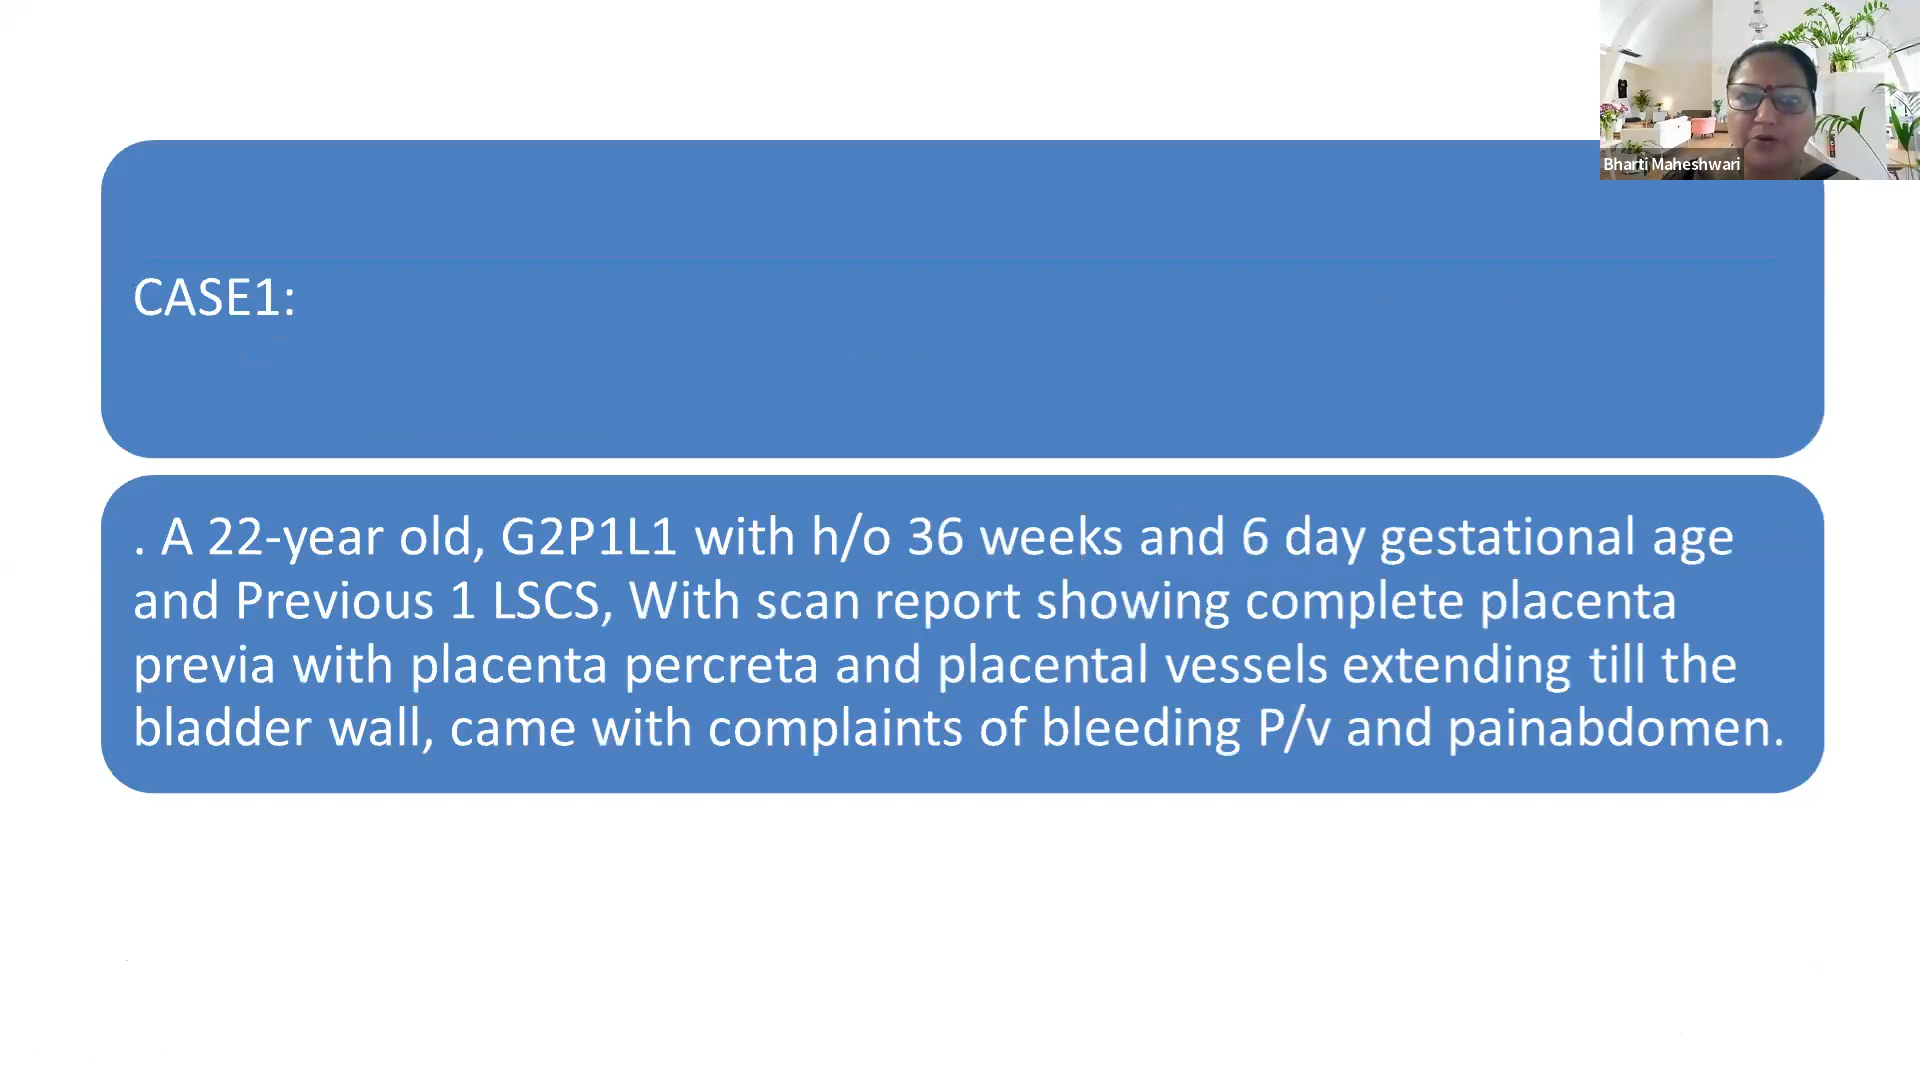 Bharti Maheshwari
CASE1:
. A 22-year old, G2P1L1 with h/o 36 weeks and 6 day gestational age
and Previous 1 LSCS, With scan report showing complete placenta
previa with placenta percreta and placental vessels extending till the
bladder wall, came with complaints of bleeding P/v and painabdomen.